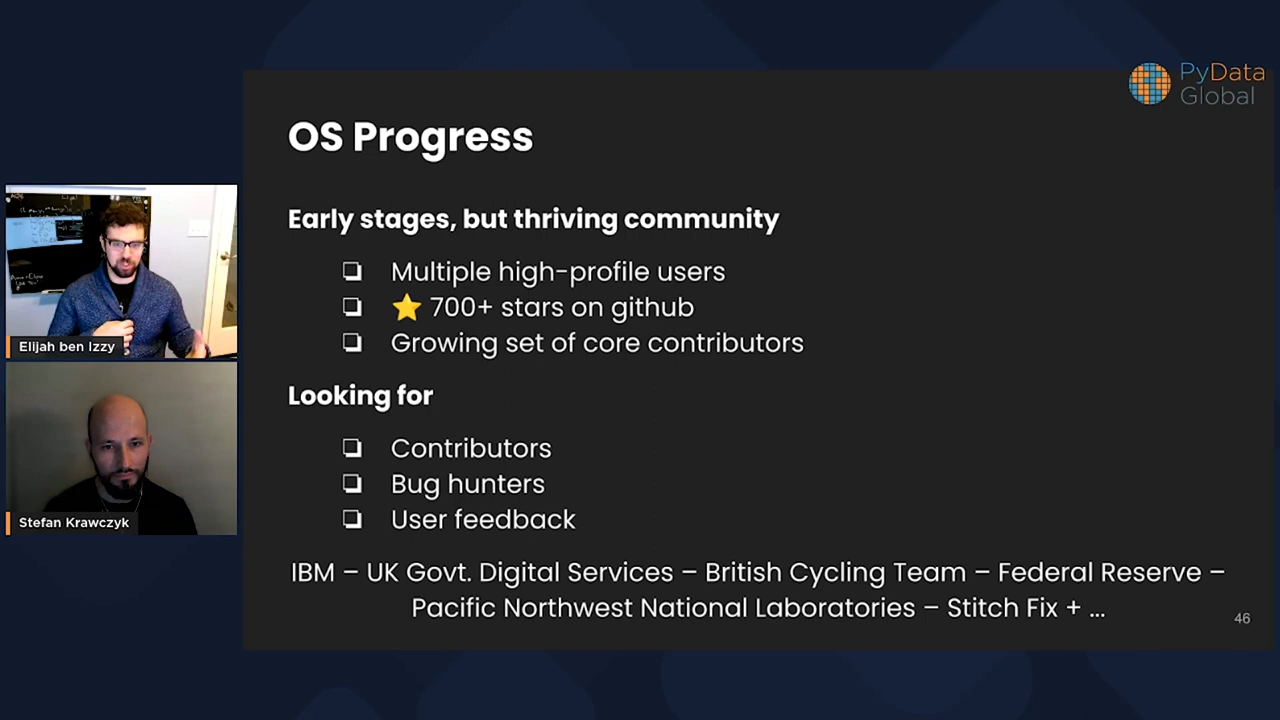 PyData
Global
OS Progress
Early stages, but thriving community
❏ Multiple high-profile users
❏ ⭐ 700+ stars on github
❏ Growing set of core contributors
Looking for
❏ Contributors
❏ Bug hunters
❏ User feedback
IBM – UK Govt. Digital Services – British Cycling Team – Federal Reserve –
Pacific Northwest National Laboratories – Stitch Fix + ...
46
Elijah ben Izzy
Stefan Krawczyk